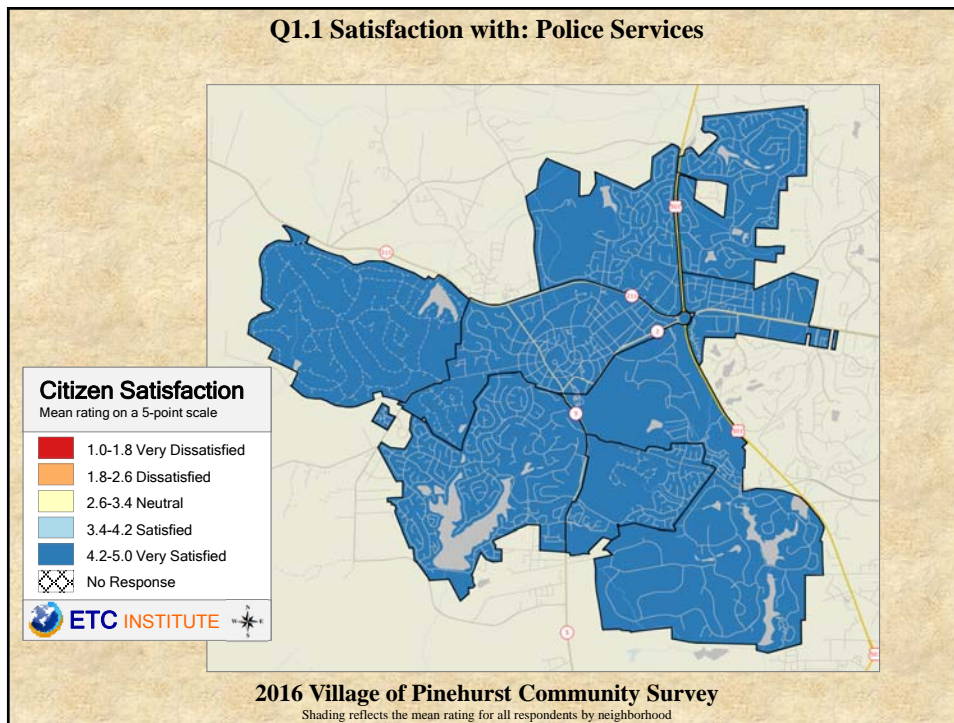 Q1.1 Satisfaction with: Police Services
211
5
5
Citizen Satisfaction
Mean rating on a 5-point scale
1.0-1.8 Very Dissatisfied
1.8-2.6 Dissatisfied
2.6-3.4 Neutral
3.4-4.2 Satisfied
4.2-5.0 Very Satisfied
No Response
ETC INSTITUTE
N
W
E
S
2016 Village of Pinehurst Community Survey
Shading reflects the mean rating for all respondents by neighborhood